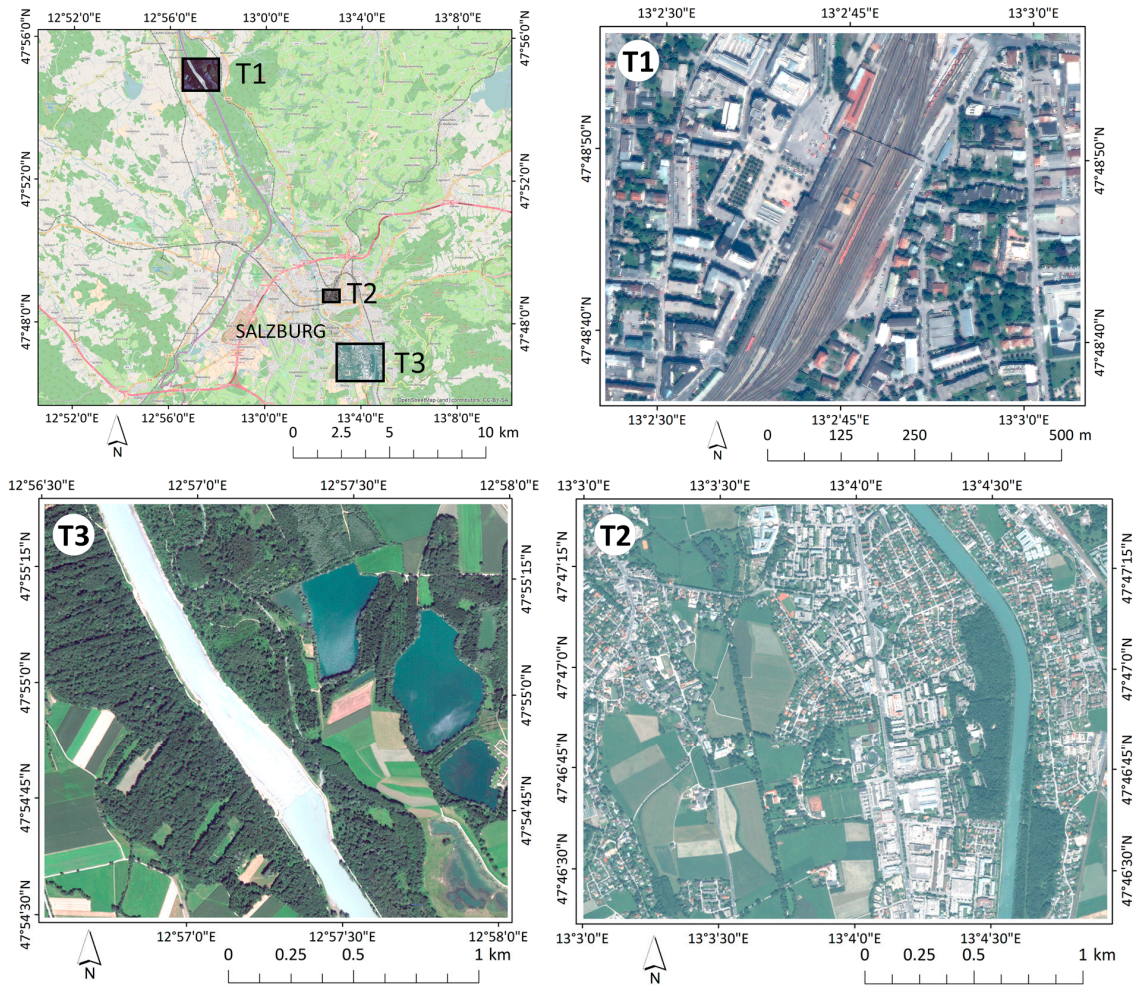 12°52'0"E 12°56'0"E 13°0'0"E 13°4'0"E 13°8'0"E
47°56'0"N
47°52'0"N
47°48'0"N
47°56'0"N
47°52'0"N
47°48'0"N
T1
T2
SALZBURG
T3
© OpenStreetMap (and) contributors, CC-BY-SA
12°52'0"E 12°56'0"E 13°0'0"E 13°4'0"E 13°8'0"E
N
0 2.5 5 10 km
13°2'30"E 13°2'45"E 13°3'0"E
T1
47°48'50"N
47°48'40"N
47°48'50"N
47°48'40"N
13°2'30"E 13°2'45"E 13°3'0"E
N
0 125 250 500 m
12°56'30"E 12°57'0"E 12°57'30"E 12°58'0"E
T3
47°55'15"N
47°55'0"N
47°54'45"N
47°54'30"N
47°55'15"N
47°55'0"N
47°54'45"N
12°57'0"E 12°57'30"E 12°58'0"E
N
0 0.25 0.5 1 km
13°3'0"E 13°3'30"E 13°4'0"E 13°4'30"E
T2
47°47'15"N
47°47'0"N
47°46'45"N
47°46'30"N
47°47'15"N
47°47'0"N
47°46'45"N
47°46'30"N
13°3'0"E 13°3'30"E 13°4'0"E 13°4'30"E
N
0 0.25 0.5 1 km